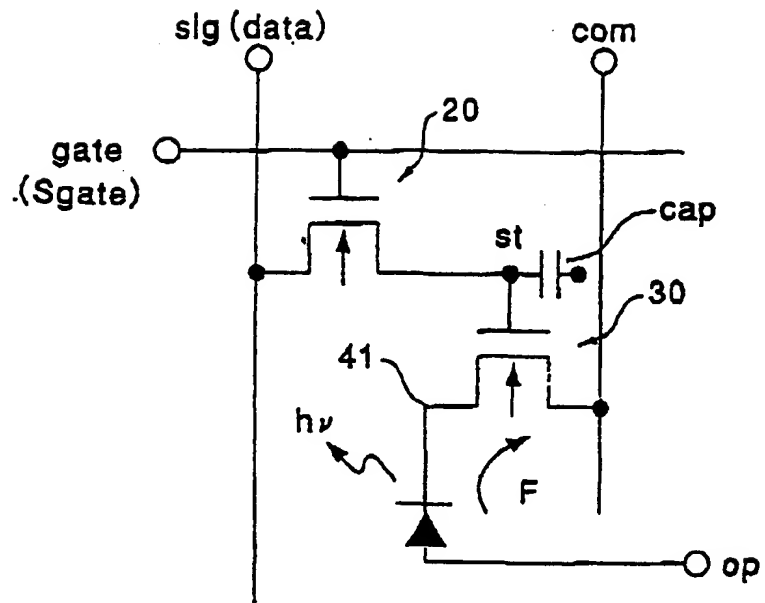 sig (data)
com
gate
.(Sgate)
20
st
cap
30
41
hν
F
op